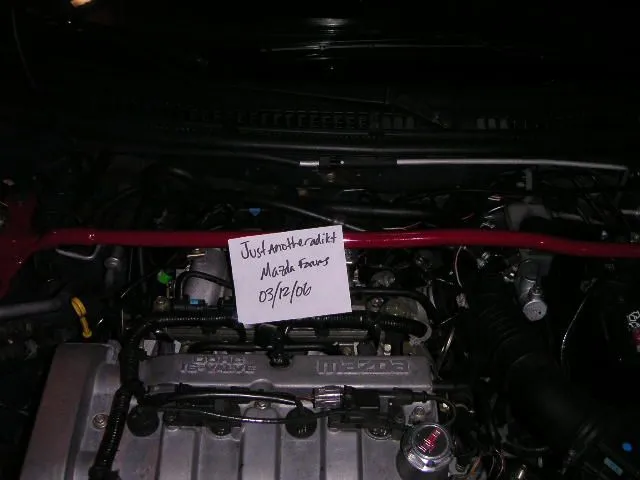 JustAnotheradikt
Mazda Forums
03/12/06
DOHC
16-VALVE
mazda